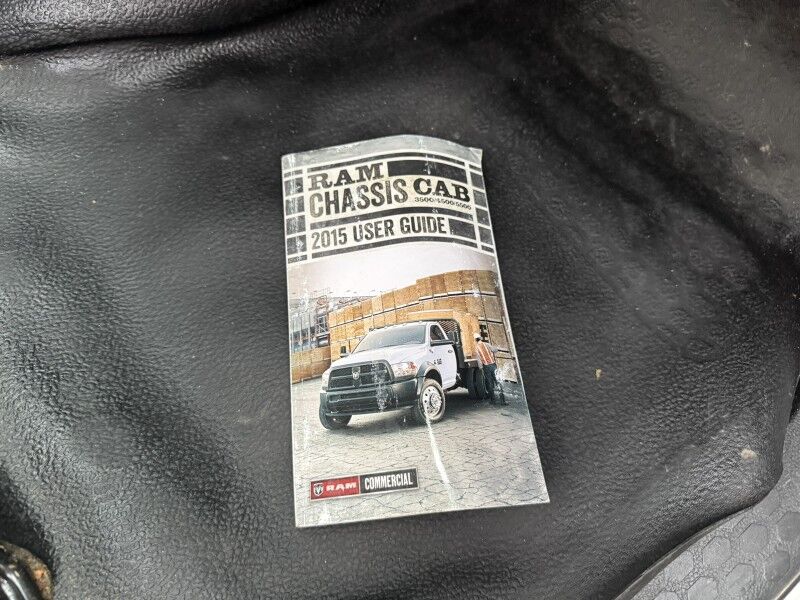 RAM
CHASSIS CAB
3500/4500/5500
2015 USER GUIDE
RAM COMMERCIAL